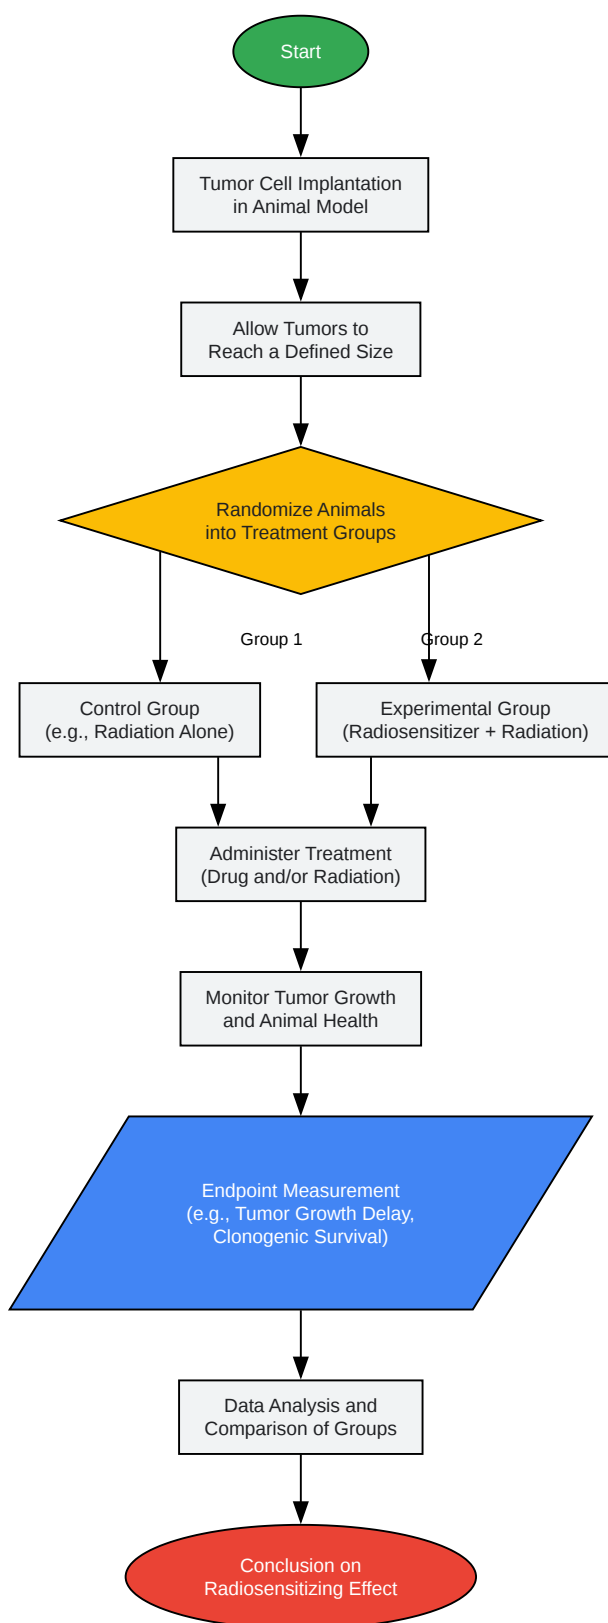 Start
Tumor Cell Implantation
in Animal Model
Allow Tumors to
Reach a Defined Size
Randomize Animals
into Treatment Groups
Group 1
Group 2
Control Group
(e.g., Radiation Alone)
Experimental Group
(Radiosensitizer + Radiation)
Administer Treatment
(Drug and/or Radiation)
Monitor Tumor Growth
and Animal Health
Endpoint Measurement
(e.g., Tumor Growth Delay,
Clonogenic Survival)
Data Analysis and
Comparison of Groups
Conclusion on
Radiosensitizing Effect